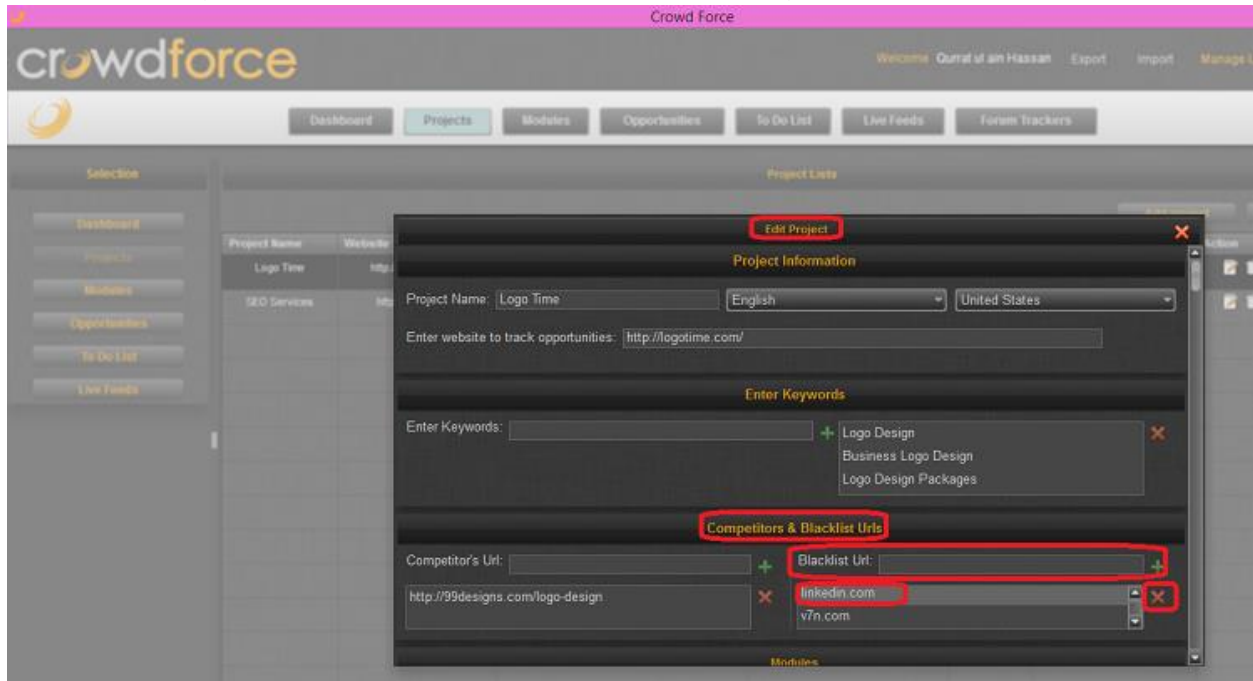 Crowd Force
crowdforce
Welcome Qurrat ul ain Hassan Export Import Manage
Dashboard Projects Modules Opportunities To Do List Live Feeds Forum Trackers
Selection
Project Lists
Dashboard
Projects
Modules
Opportunities
To Do List
Live Feeds
Project Name Website Action
Logo Time
SEO Services
Edit Project
Project Information
Project Name: Logo Time English United States
Enter website to track opportunities: http://logotime.com/
Enter Keywords
Enter Keywords:
Logo Design
Business Logo Design
Logo Design Packages
Competitors & Blacklist Urls
Competitor's Url: Blacklist Url:
http://99designs.com/logo-design
linkedin.com
v7n.com
Modules